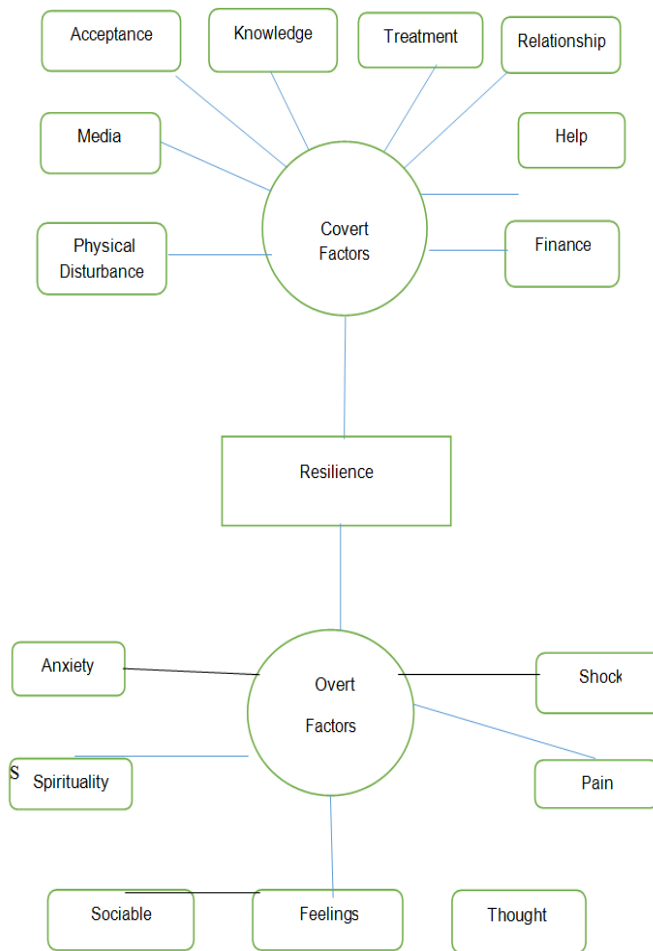 Acceptance
Knowledge
Treatment
Relationship
Media
Help
Covert
Factors
Physical
Disturbance
Finance
Resilience
Anxiety
Overt
Factors
Shock
s
Spirituality
Pain
Sociable
Feelings
Thought